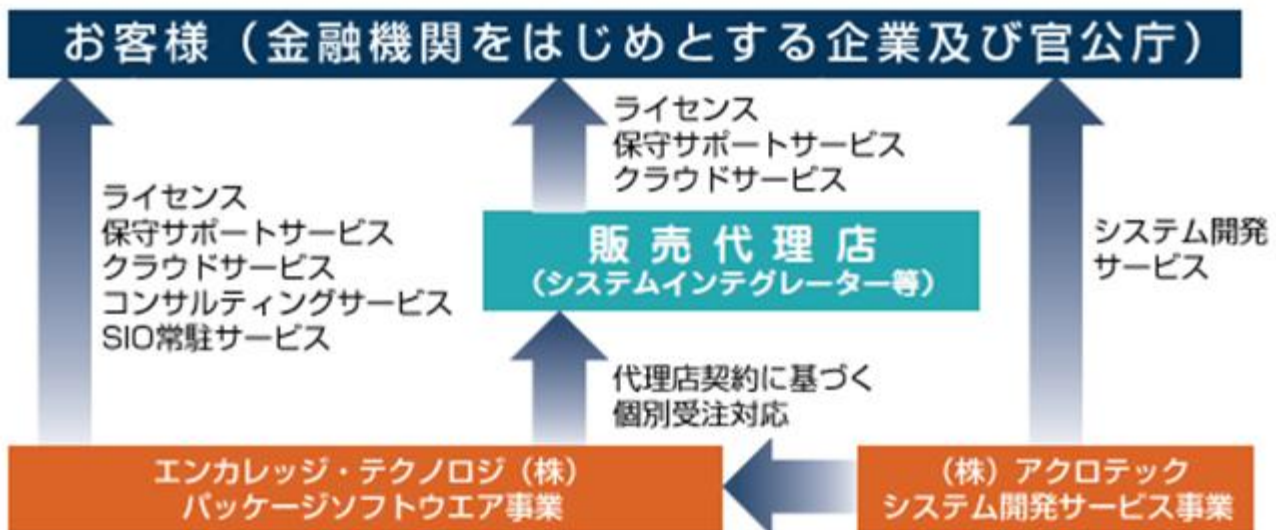 お客様（金融機関をはじめとする企業及び官公庁）
ライセンス
保守サポートサービス
クラウドサービス
コンサルティングサービス
SIO常駐サービス
ライセンス
保守サポートサービス
クラウドサービス
販売代理店
（システムインテグレーター等）
代理店契約に基づく
個別受注対応
システム開発
サービス
エンカレッジ・テクノロジ（株）
パッケージソフトウエア事業
（株）アクロテック
システム開発サービス事業